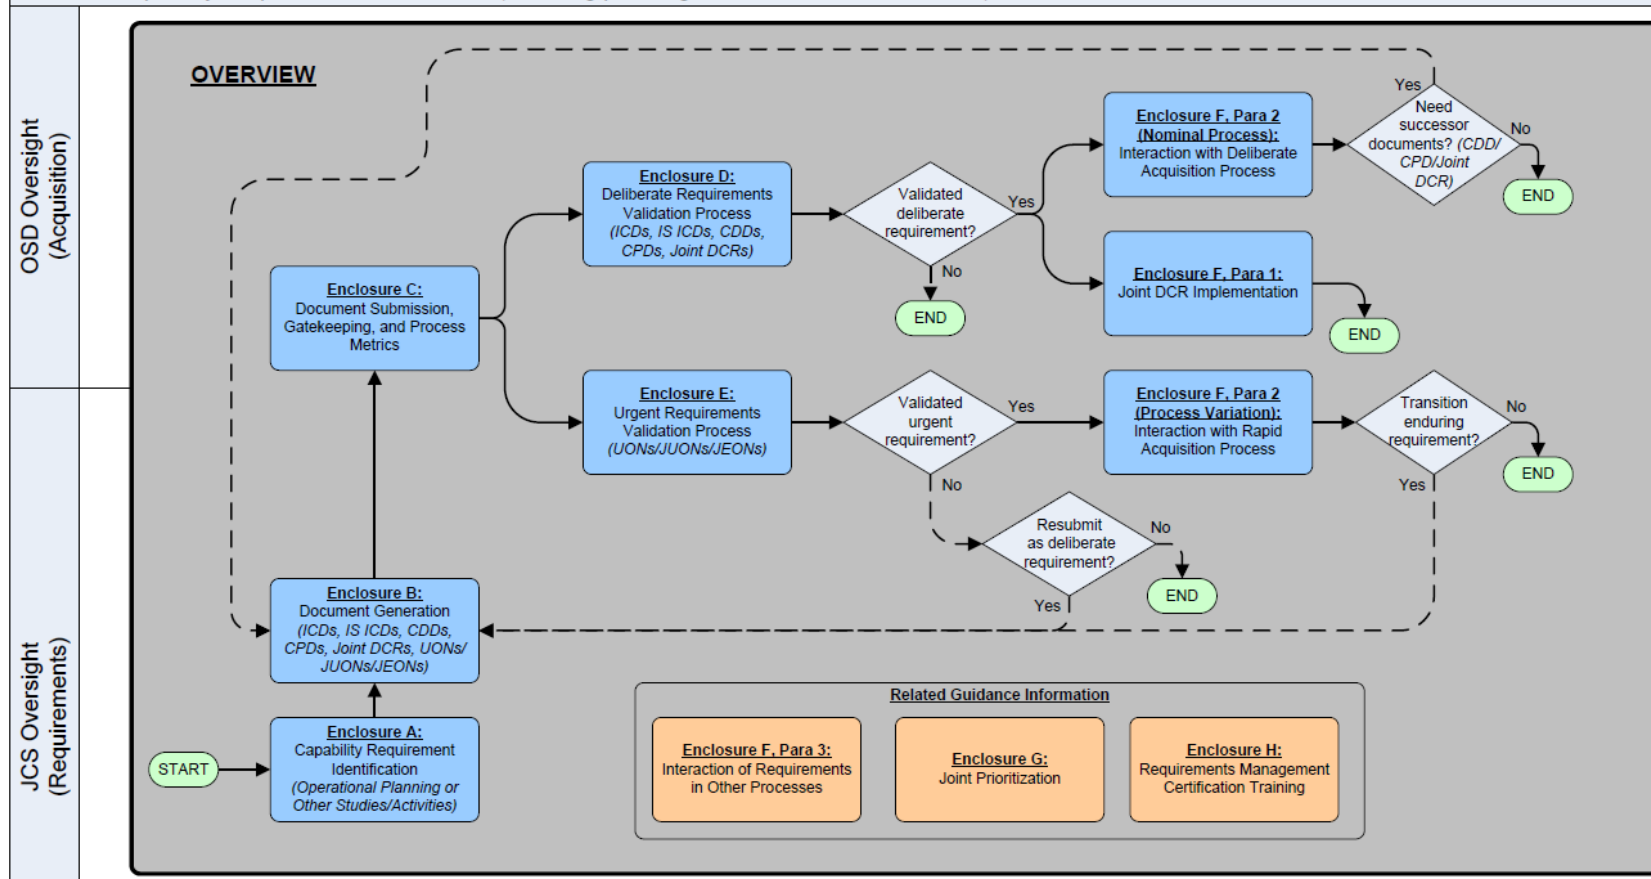 OSD Oversight
(Acquisition)
JCS Oversight
(Requirements)
OVERVIEW
START
Enclosure A:
Capability Requirement
Identification
(Operational Planning or
Other Studies/Activities)
Enclosure B:
Document Generation
(ICDs, IS ICDs, CDDs,
CPDs, Joint DCRs, UONs/
JUONs/JEONs)
Enclosure C:
Document Submission,
Gatekeeping, and Process
Metrics
Enclosure D:
Deliberate Requirements
Validation Process
(ICDs, IS ICDs, CDDs,
CPDs, Joint DCRs)
Validated
deliberate
requirement?
Yes
No
END
Enclosure F, Para 2
(Nominal Process):
Interaction with Deliberate
Acquisition Process
Yes
Need
successor
documents? (CDD/
CPD/Joint
DCR)
No
END
Enclosure F, Para 1:
Joint DCR Implementation
END
Enclosure E:
Urgent Requirements
Validation Process
(UONs/JUONs/JEONs)
Validated
urgent
requirement?
Yes
No
Enclosure F, Para 2
(Process Variation):
Interaction with Rapid
Acquisition Process
Transition
enduring
requirement?
No
END
Yes
Resubmit
as deliberate
requirement?
No
END
Yes
Related Guidance Information
Enclosure F, Para 3:
Interaction of Requirements
in Other Processes
Enclosure G:
Joint Prioritization
Enclosure H:
Requirements Management
Certification Training